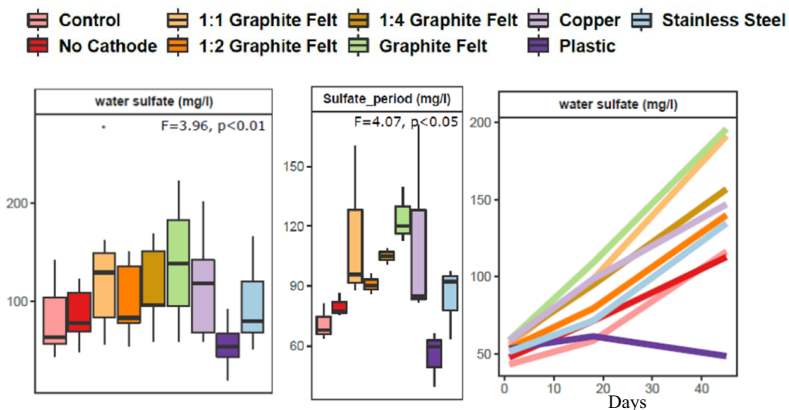 Control 1:1 Graphite Felt 1:4 Graphite Felt Copper Stainless Steel
No Cathode 1:2 Graphite Felt Graphite Felt Plastic
water sulfate (mg/l)
F=3.96, p<0.01
200
100
Sulfate_period (mg/l)
F=4.07, p<0.05
150
120
90
60
water sulfate (mg/l)
200
150
100
50
0 10 20 30 40
Days